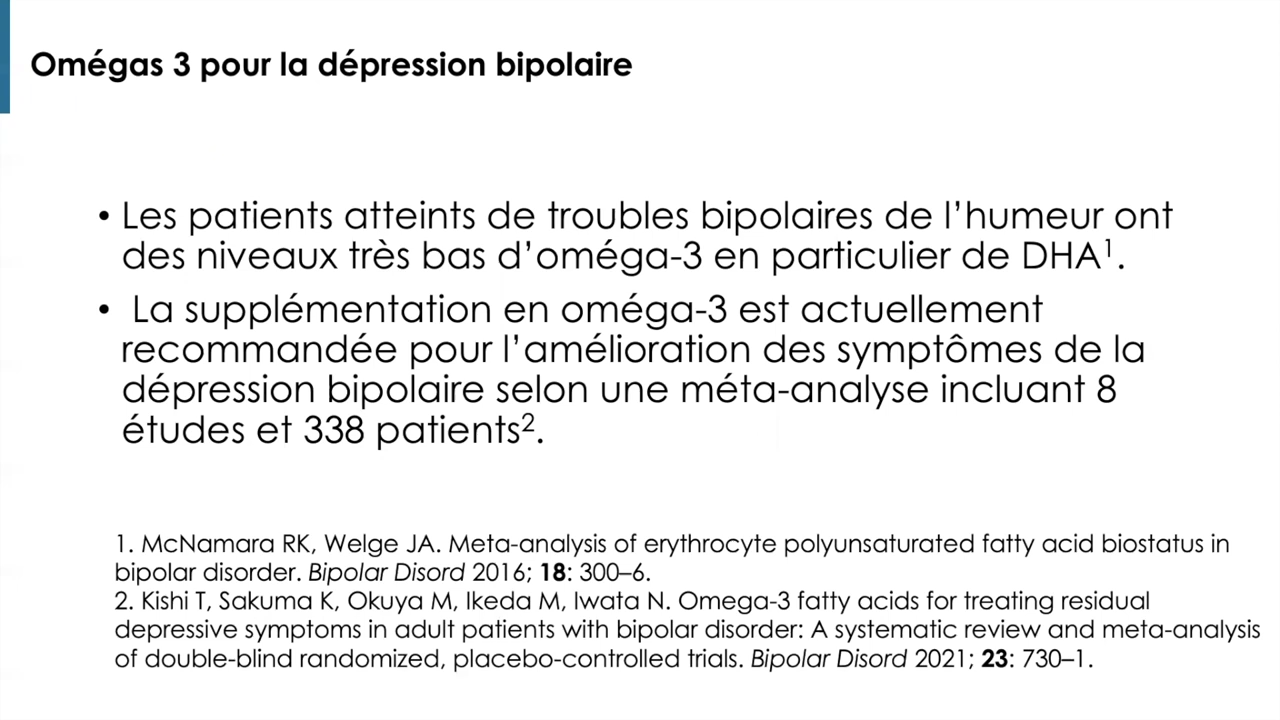 Omégas 3 pour la dépression bipolaire
• Les patients atteints de troubles bipolaires de l’humeur ont
des niveaux très bas d’oméga-3 en particulier de DHA¹.
• La supplémentation en oméga-3 est actuellement
recommandée pour l’amélioration des symptômes de la
dépression bipolaire selon une méta-analyse incluant 8
études et 338 patients².
1. McNamara RK, Welge JA. Meta-analysis of erythrocyte polyunsaturated fatty acid biostatus in
bipolar disorder. Bipolar Disord 2016; 18: 300–6.
2. Kishi T, Sakuma K, Okuya M, Ikeda M, Iwata N. Omega-3 fatty acids for treating residual
depressive symptoms in adult patients with bipolar disorder: A systematic review and meta-analysis
of double-blind randomized, placebo-controlled trials. Bipolar Disord 2021; 23: 730–1.